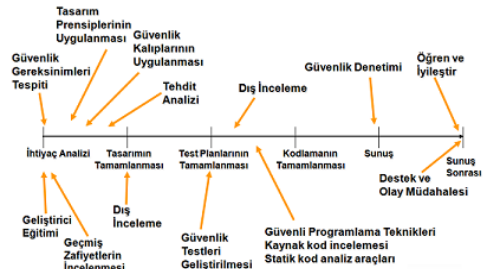 Tasarım
Prensiplerinin
Uygulanması
Güvenlik
Kalıplarının
Uygulanması
Güvenlik
Gereksinimleri
Tespiti
Tehdit
Analizi
Dış İnceleme
Güvenlik Denetimi
Öğren ve
İyileştir
İhtiyaç Analizi
Tasarımın
Tamamlanması
Test Planlarının
Tamamlanması
Kodlamanın
Tamamlanması
Sunuş
Sunuş
Sonrası
Destek ve
Olay Müdahalesi
Geliştirici
Eğitimi
Geçmiş
Zafiyetlerin
İncelenmesi
Dış
İnceleme
Güvenlik
Testleri
Geliştirilmesi
Güvenli Programlama Teknikleri
Kaynak kod incelemesi
Statik kod analiz araçları